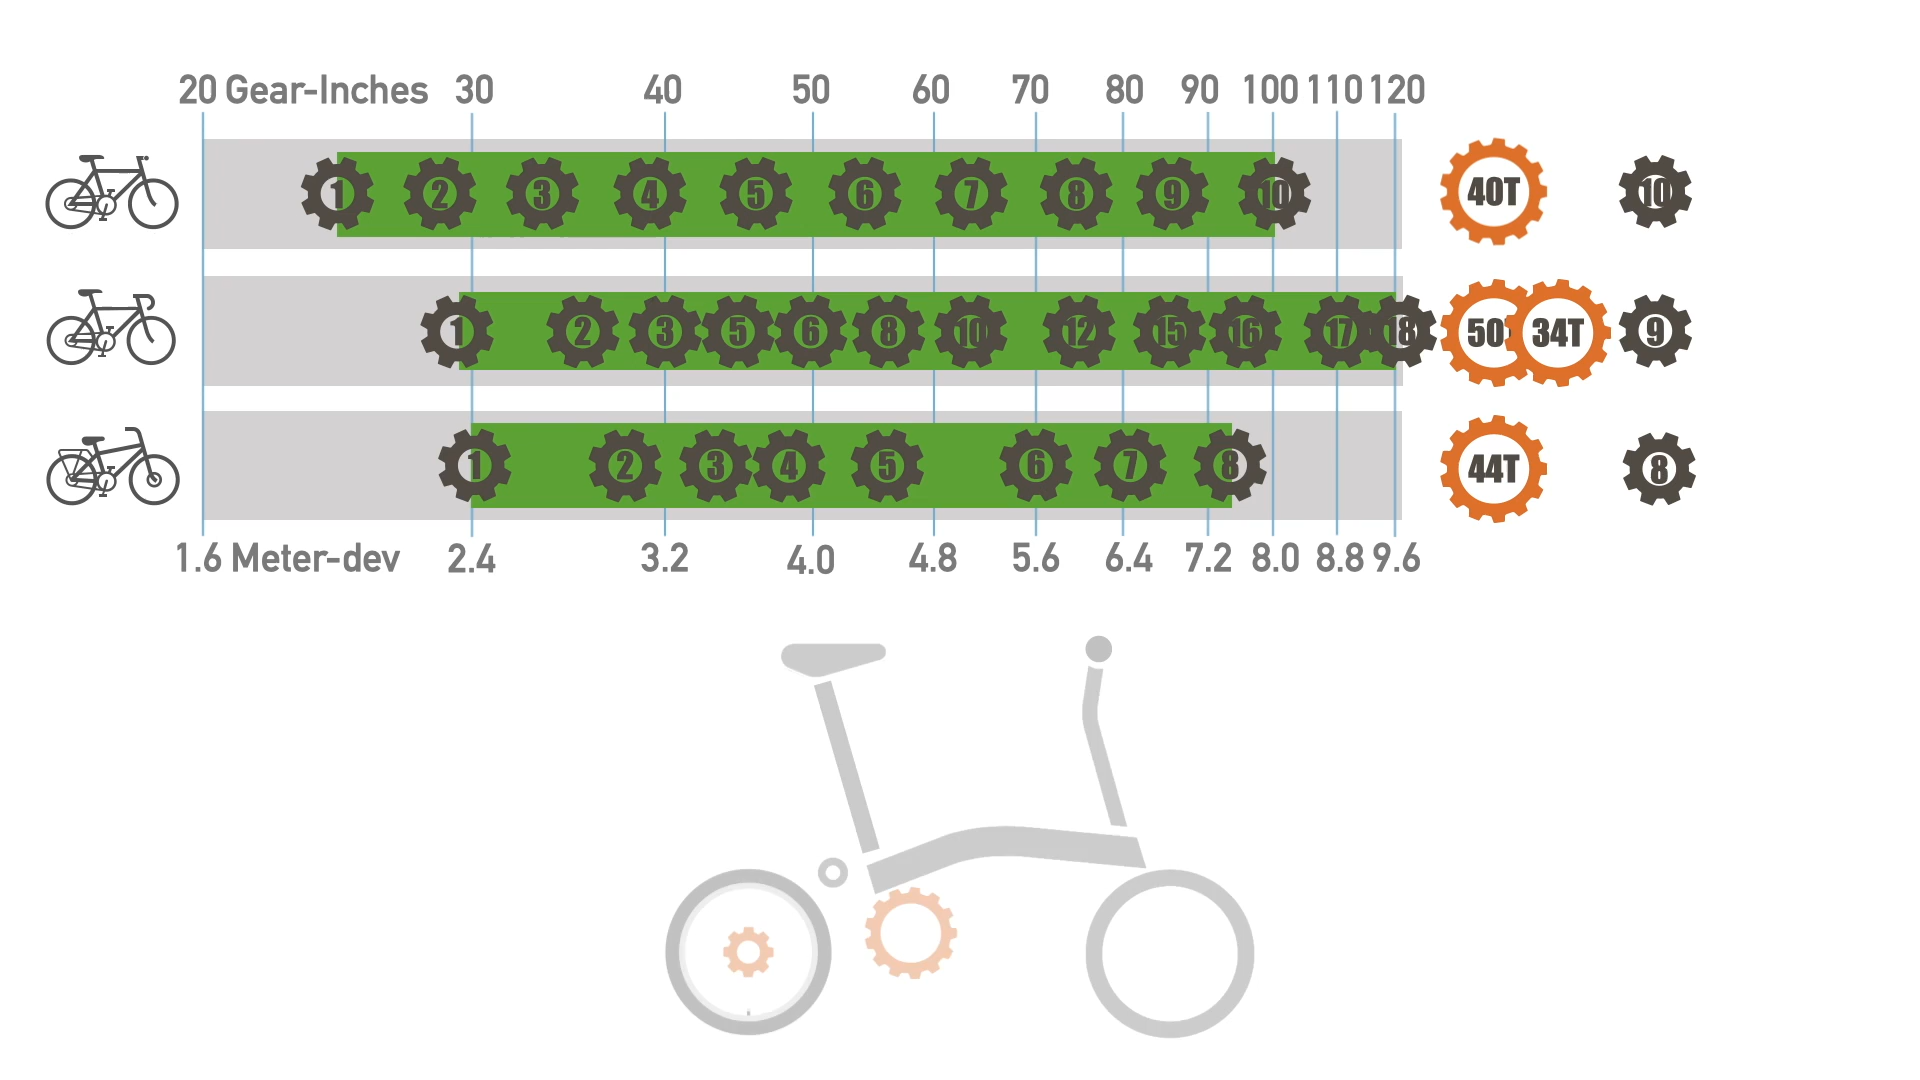 20 Gear-Inches 30 40 50 60 70 80 90 100 110 120
1 2 3 4 5 6 7 8 9 10 40T 10
1 2 3 5 6 8 10 12 15 16 17 18 50 34T 9
1 2 3 4 5 6 7 8 44T 8
1.6 Meter-dev 2.4 3.2 4.0 4.8 5.6 6.4 7.2 8.0 8.8 9.6